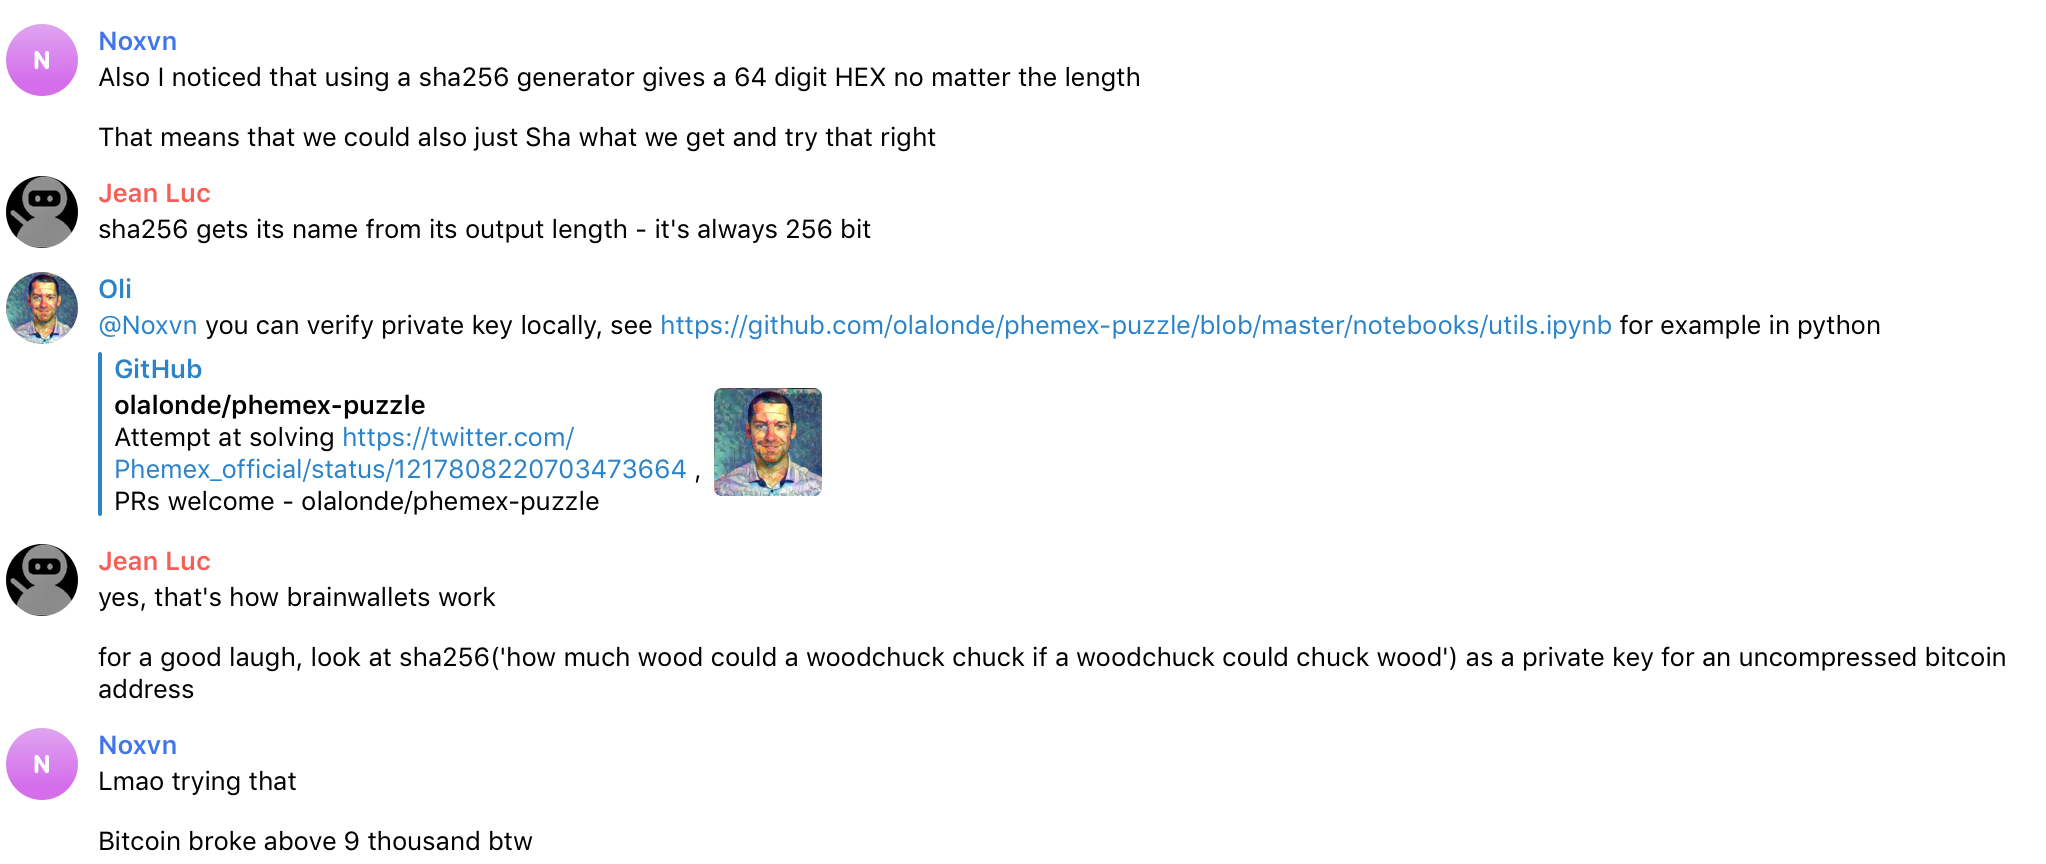 N
Noxvn
Also I noticed that using a sha256 generator gives a 64 digit HEX no matter the length
That means that we could also just Sha what we get and try that right
Jean Luc
sha256 gets its name from its output length - it's always 256 bit
Oli
@Noxvn you can verify private key locally, see https://github.com/olalonde/phemex-puzzle/blob/master/notebooks/utils.ipynb for example in python
GitHub
olalonde/phemex-puzzle
Attempt at solving https://twitter.com/
Phemex_official/status/1217808220703473664 ,
PRs welcome - olalonde/phemex-puzzle
Jean Luc
yes, that's how brainwallets work
for a good laugh, look at sha256('how much wood could a woodchuck chuck if a woodchuck could chuck wood') as a private key for an uncompressed bitcoin
address
N
Noxvn
Lmao trying that
Bitcoin broke above 9 thousand btw